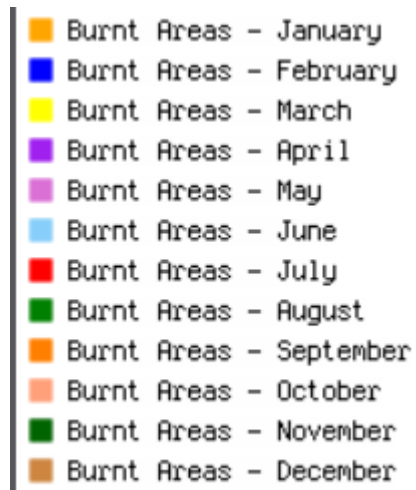 Burnt Areas - January
Burnt Areas - February
Burnt Areas - March
Burnt Areas - April
Burnt Areas - May
Burnt Areas - June
Burnt Areas - July
Burnt Areas - August
Burnt Areas - September
Burnt Areas - October
Burnt Areas - November
Burnt Areas - December